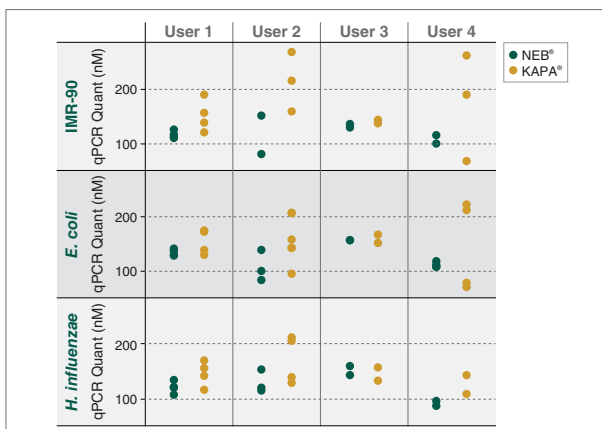 User 1 User 2 User 3 User 4
NEB®
KAPA®
IMR-90
qPCR Quant (nM)
200
100
E. coli
qPCR Quant (nM)
200
100
H. influenzae
qPCR Quant (nM)
200
100